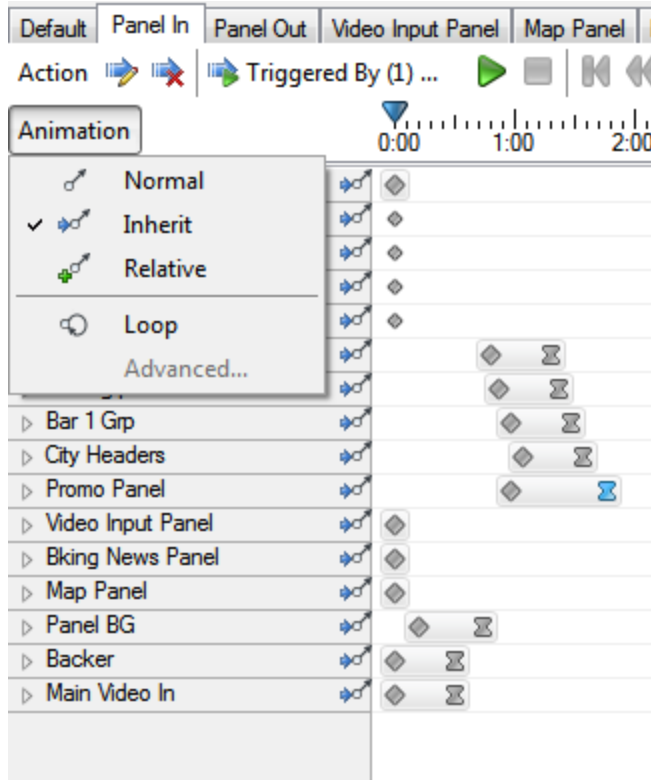 Default Panel In Panel Out Video Input Panel Map Panel
Action Triggered By (1) ...
Animation
0:00 1:00 2:00
Normal
Inherit
Relative
Loop
Advanced...
Bar 1 Grp
City Headers
Promo Panel
Video Input Panel
Bking News Panel
Map Panel
Panel BG
Backer
Main Video In